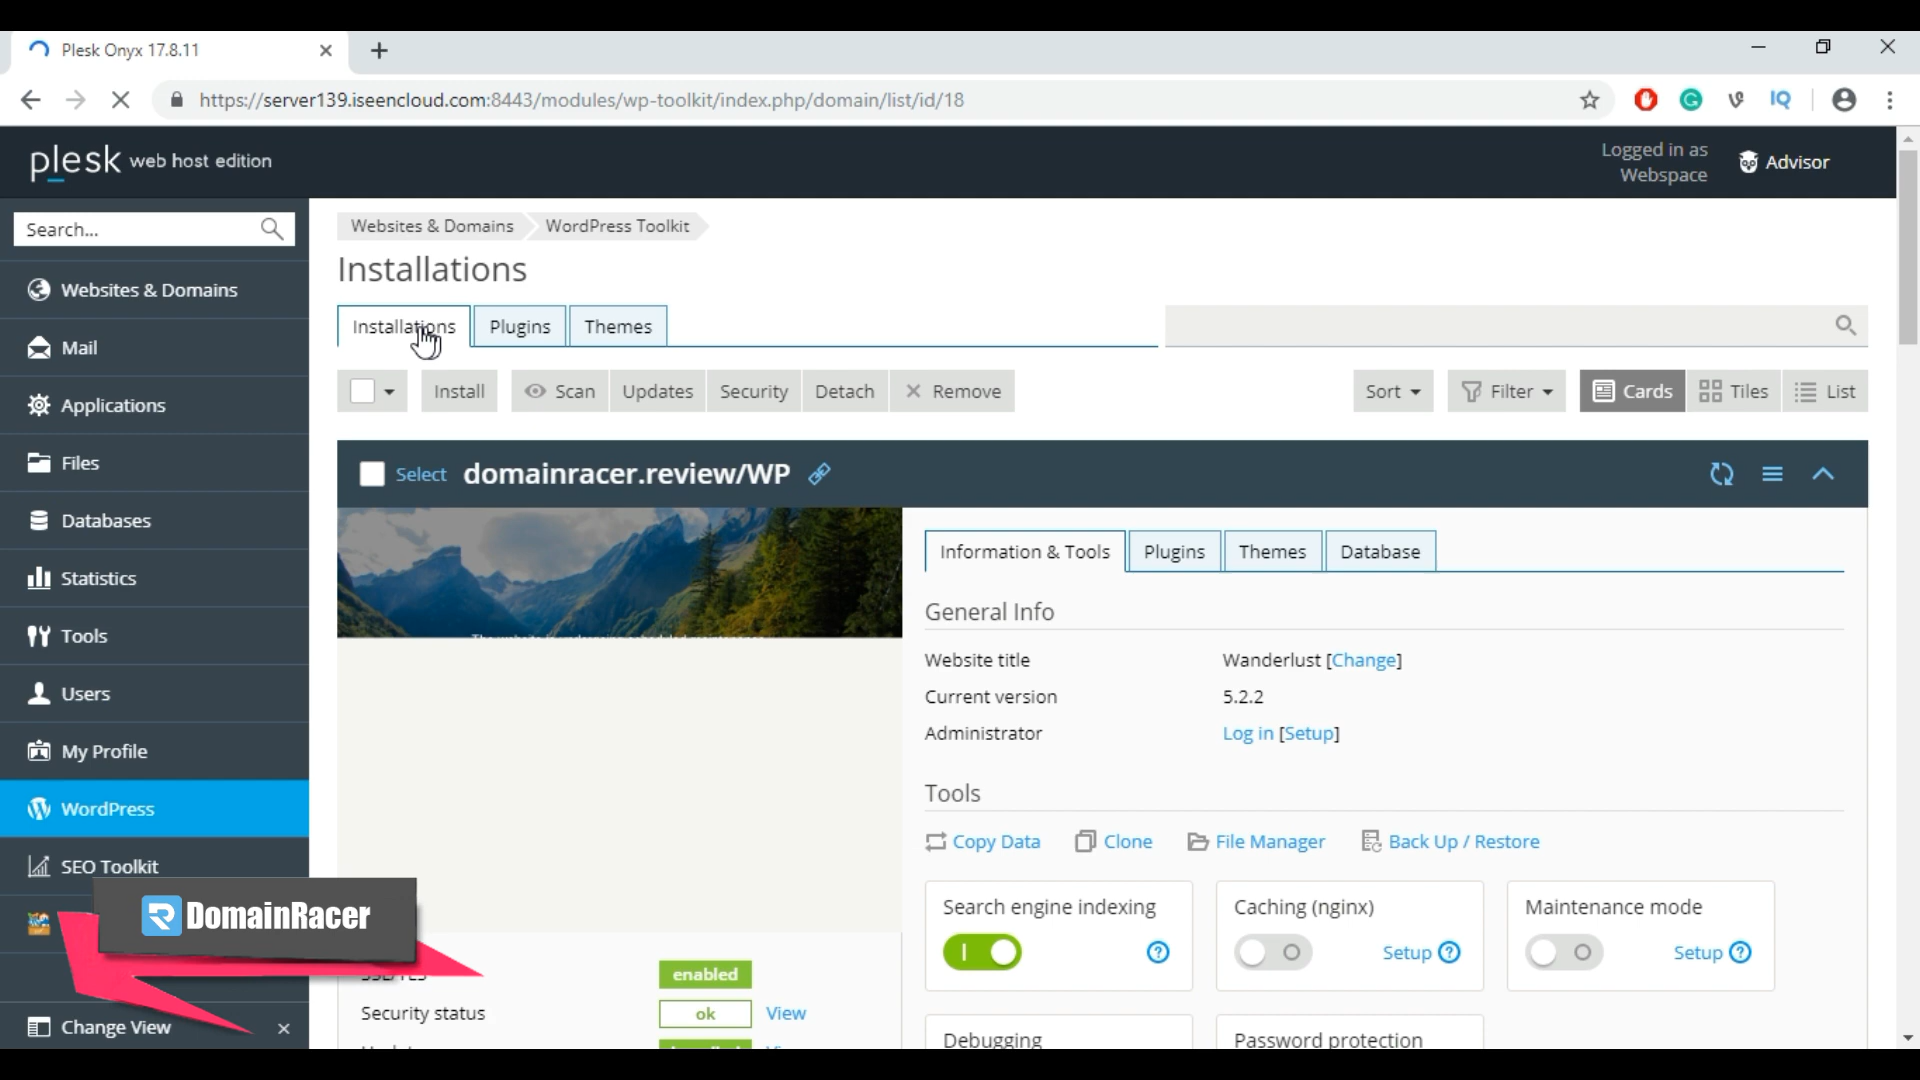 Plesk Onyx 17.8.11
https://server139.iseencloud.com:8443/modules/wp-toolkit/index.php/domain/list/id/18
IQ
plesk web host edition
Logged in as
Webspace
Advisor
Search...
Websites & Domains
Mail
Applications
Files
Databases
Statistics
Tools
Users
My Profile
WordPress
SEO Toolkit
Change View
DomainRacer
Websites & Domains
WordPress Toolkit
Installations
Installations
Plugins
Themes
Install
Scan
Updates
Security
Detach
Remove
Sort
Filter
Cards
Tiles
List
Select domainracer.review/WP
Information & Tools
Plugins
Themes
Database
General Info
Website title Wanderlust [Change]
Current version 5.2.2
Administrator Log in [Setup]
Tools
Copy Data
Clone
File Manager
Back Up / Restore
Search engine indexing
Caching (nginx)
Setup
Maintenance mode
Setup
Debugging
Password protection
enabled
Security status ok View